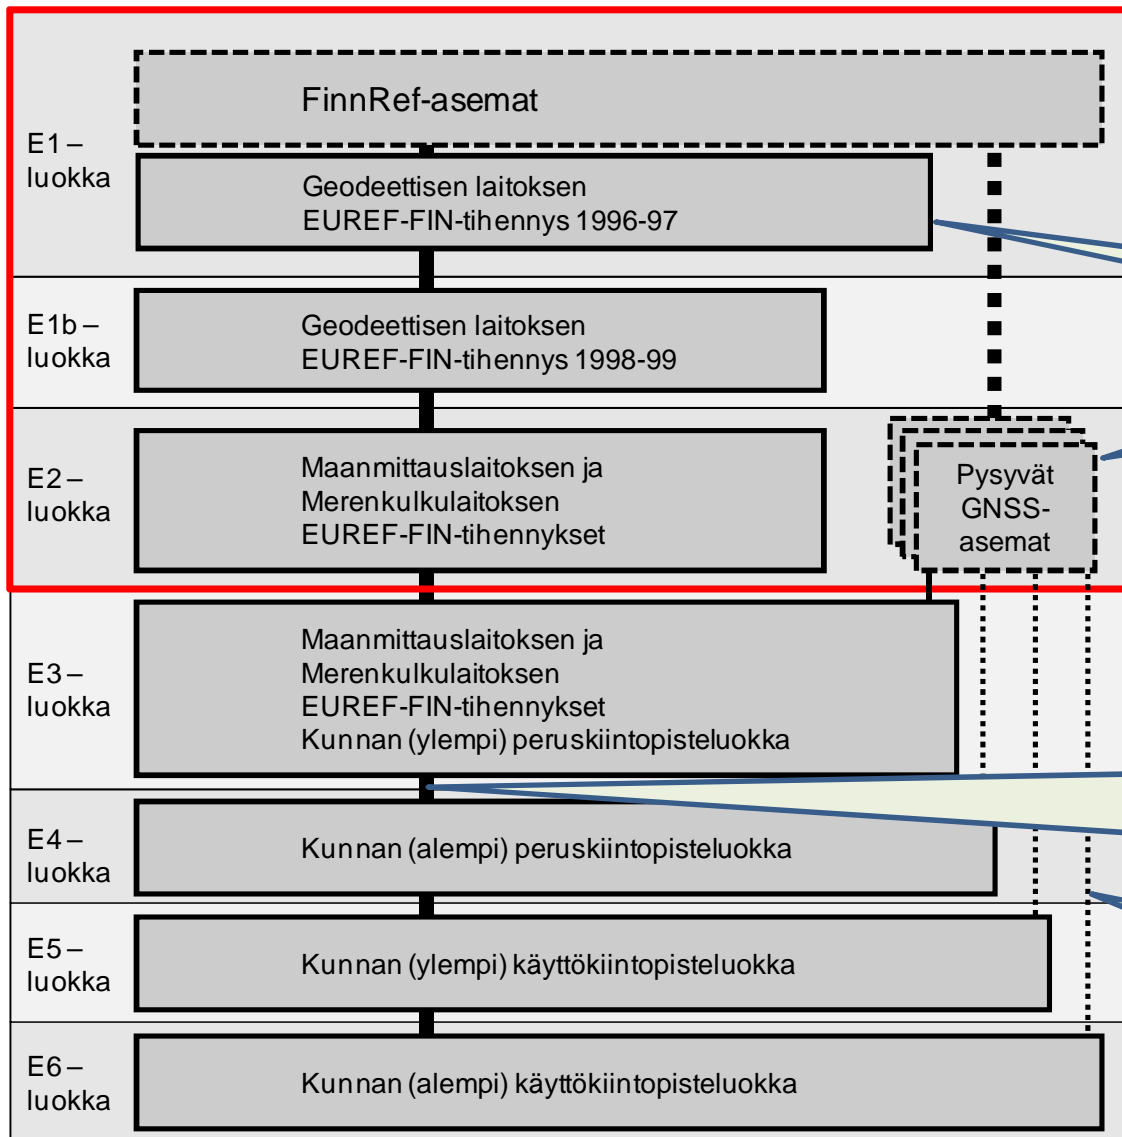 FinnRef-asemat
E1 –
luokka
Geodeettisen laitoksen
EUREF-FIN-tihennys 1996-97
E1b –
luokka
Geodeettisen laitoksen
EUREF-FIN-tihennys 1998-99
E2 –
luokka
Maanmittauslaitoksen ja
Merenkulkulaitoksen
EUREF-FIN-tihennykset
Pysyvät
GNSS-
asemat
E3 –
luokka
Maanmittauslaitoksen ja
Merenkulkulaitoksen
EUREF-FIN-tihennykset
Kunnan (ylempi) peruskiintopisteluokka
E4 –
luokka
Kunnan (alempi) peruskiintopisteluokka
E5 –
luokka
Kunnan (ylempi) käyttökiintopisteluokka
E6 –
luokka
Kunnan (alempi) käyttökiintopisteluokka